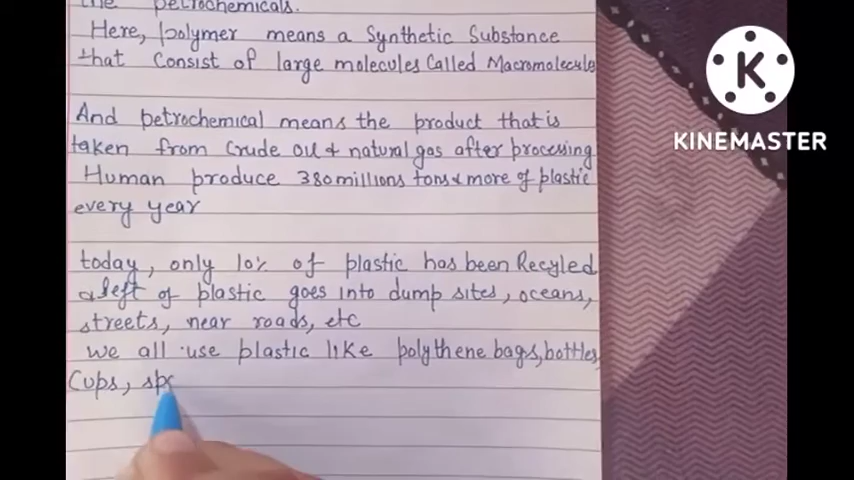 the petrochemicals.
Here, polymer means a Synthetic Substance
that Consist of large molecules Called Macromolecule
And petrochemical means the product that is
taken from Crude Oil & natural gas after processing
Human produce 380 millions tons & more of plastic
every year
today, only 10% of plastic has been Recyled
& left of plastic goes into dump sites, oceans,
streets, near roads, etc
We all use plastic like polythene bags, bottles,
Cups, sp
K
KINEMASTER